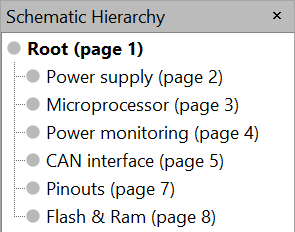 Schematic Hierarchy ×
Root (page 1)
Power supply (page 2)
Microprocessor (page 3)
Power monitoring (page 4)
CAN interface (page 5)
Pinouts (page 7)
Flash & Ram (page 8)